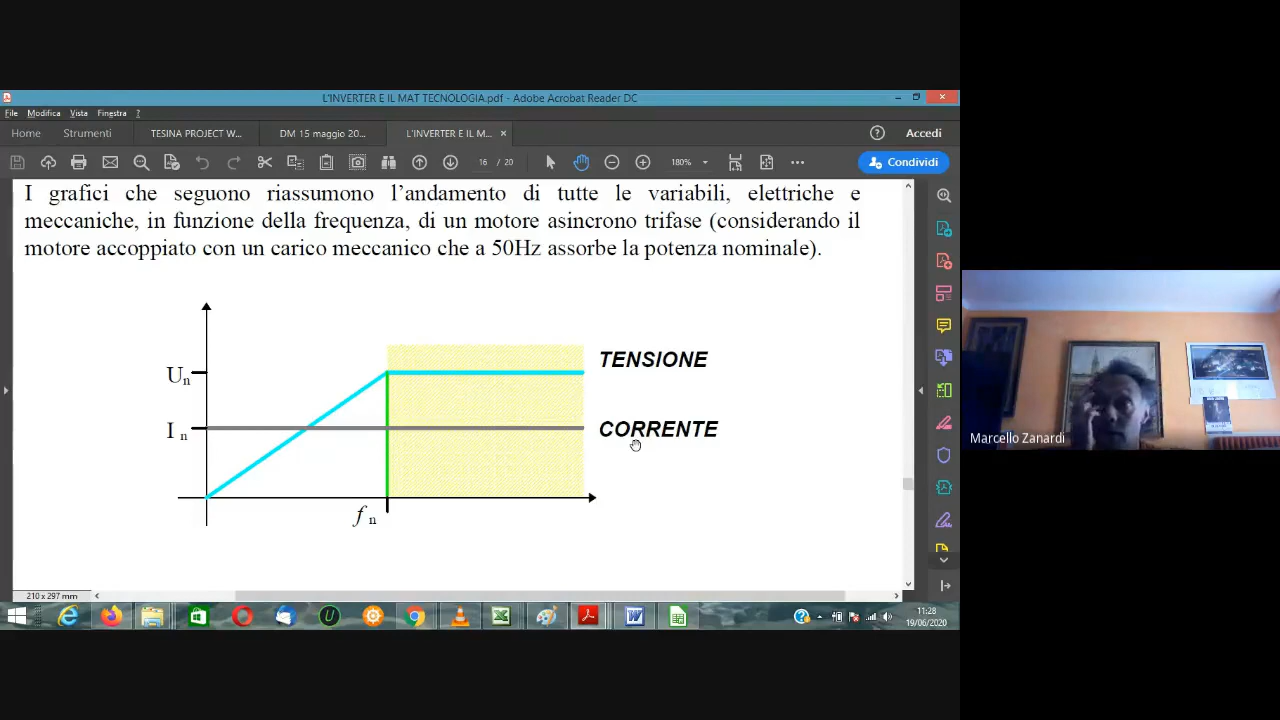 L'INVERTER E IL MAT TECNOLOGIA.pdf - Adobe Acrobat Reader DC
File Modifica Vista Finestra ?
Home Strumenti TESINA PROJECT W... DM 15 maggio 20... L'INVERTER E IL M... × ? Accedi
16 / 20 180% Condividi
I grafici che seguono riassumono l'andamento di tutte le variabili, elettriche e
meccaniche, in funzione della frequenza, di un motore asincrono trifase (considerando il
motore accoppiato con un carico meccanico che a 50Hz assorbe la potenza nominale).
TENSIONE
Un
CORRENTE
I n
f n
Marcello Zanardi
210 x 297 mm
11:28
19/06/2020